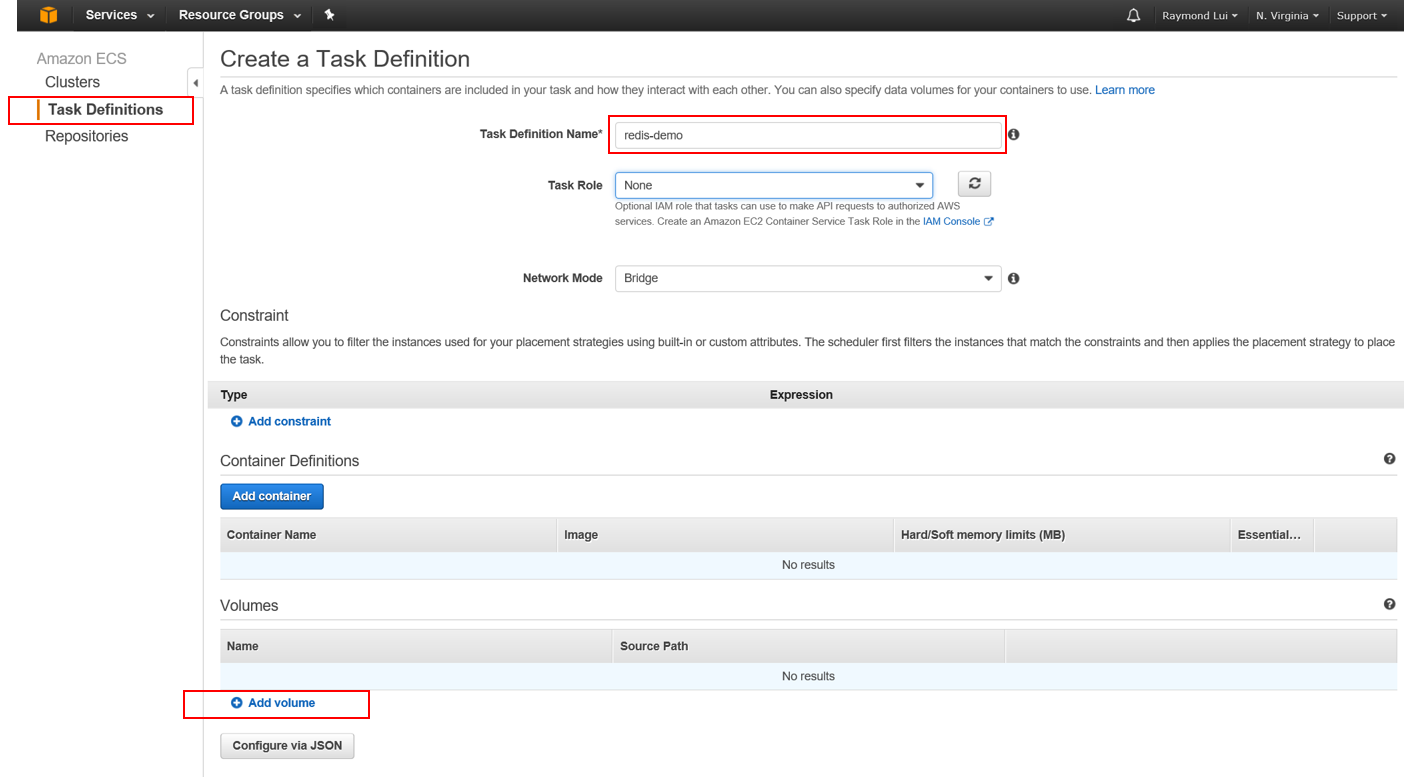 Services Resource Groups Raymond Lui N. Virginia Support
Amazon ECS
Clusters
Task Definitions
Repositories
Create a Task Definition
A task definition specifies which containers are included in your task and how they interact with each other. You can also specify data volumes for your containers to use. Learn more
Task Definition Name* redis-demo
Task Role None
Optional IAM role that tasks can use to make API requests to authorized AWS
services. Create an Amazon EC2 Container Service Task Role in the IAM Console
Network Mode Bridge
Constraint
Constraints allow you to filter the instances used for your placement strategies using built-in or custom attributes. The scheduler first filters the instances that match the constraints and then applies the placement strategy to place
the task.
Type Expression
Add constraint
Container Definitions
Add container
Container Name Image Hard/Soft memory limits (MB) Essential...
No results
Volumes
Name Source Path
No results
Add volume
Configure via JSON